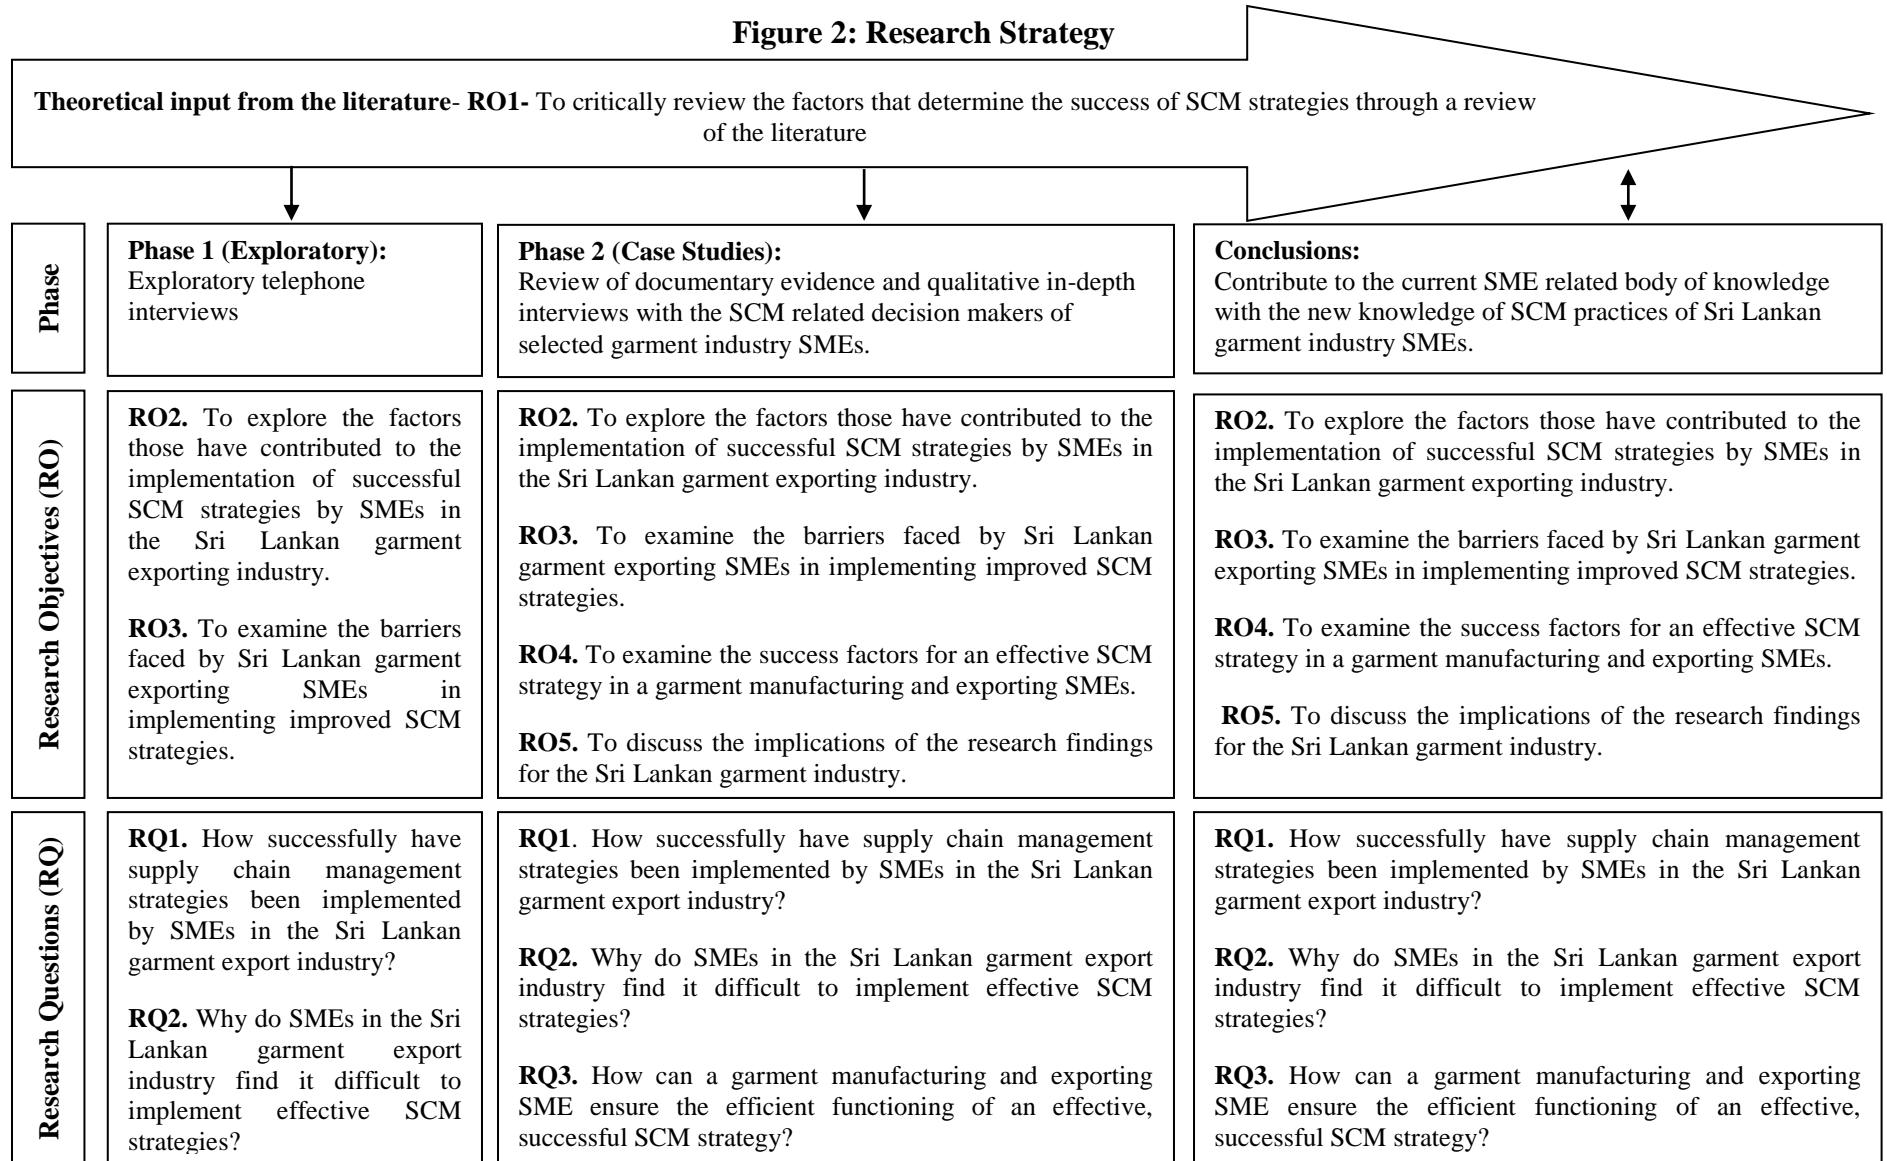 Figure 2: Research Strategy
Theoretical input from the literature- RO1- To critically review the factors that determine the success of SCM strategies through a review
of the literature
Phase
Phase 1 (Exploratory):
Exploratory telephone
interviews
Phase 2 (Case Studies):
Review of documentary evidence and qualitative in-depth
interviews with the SCM related decision makers of
selected garment industry SMEs.
Conclusions:
Contribute to the current SME related body of knowledge
with the new knowledge of SCM practices of Sri Lankan
garment industry SMEs.
Research Objectives (RO)
RO2. To explore the factors
those have contributed to the
implementation of successful
SCM strategies by SMEs in
the Sri Lankan garment
exporting industry.
RO3. To examine the barriers
faced by Sri Lankan garment
exporting SMEs in
implementing improved SCM
strategies.
RO2. To explore the factors those have contributed to the
implementation of successful SCM strategies by SMEs in
the Sri Lankan garment exporting industry.
RO3. To examine the barriers faced by Sri Lankan
garment exporting SMEs in implementing improved SCM
strategies.
RO4. To examine the success factors for an effective SCM
strategy in a garment manufacturing and exporting SMEs.
RO5. To discuss the implications of the research findings
for the Sri Lankan garment industry.
RO2. To explore the factors those have contributed to the
implementation of successful SCM strategies by SMEs in
the Sri Lankan garment exporting industry.
RO3. To examine the barriers faced by Sri Lankan garment
exporting SMEs in implementing improved SCM strategies.
RO4. To examine the success factors for an effective SCM
strategy in a garment manufacturing and exporting SMEs.
RO5. To discuss the implications of the research findings
for the Sri Lankan garment industry.
Research Questions (RQ)
RQ1. How successfully have
supply chain management
strategies been implemented
by SMEs in the Sri Lankan
garment export industry?
RQ2. Why do SMEs in the Sri
Lankan garment export
industry find it difficult to
implement effective SCM
strategies?
RQ1. How successfully have supply chain management
strategies been implemented by SMEs in the Sri Lankan
garment export industry?
RQ2. Why do SMEs in the Sri Lankan garment export
industry find it difficult to implement effective SCM
strategies?
RQ3. How can a garment manufacturing and exporting
SME ensure the efficient functioning of an effective,
successful SCM strategy?
RQ1. How successfully have supply chain management
strategies been implemented by SMEs in the Sri Lankan
garment export industry?
RQ2. Why do SMEs in the Sri Lankan garment export
industry find it difficult to implement effective SCM
strategies?
RQ3. How can a garment manufacturing and exporting
SME ensure the efficient functioning of an effective,
successful SCM strategy?